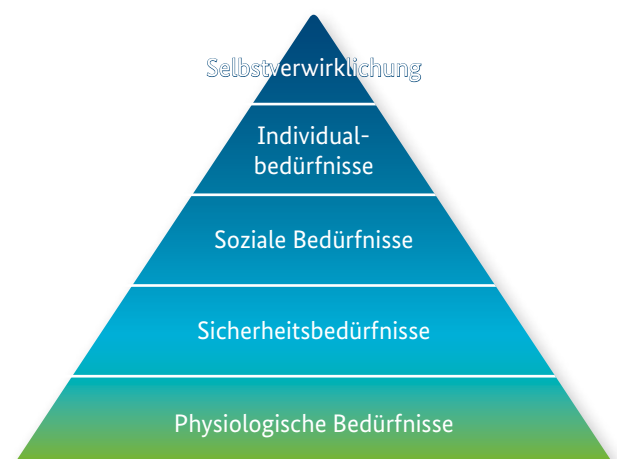 Selbstverwirklichung
Individual-
bedürfnisse
Soziale Bedürfnisse
Sicherheitsbedürfnisse
Physiologische Bedürfnisse